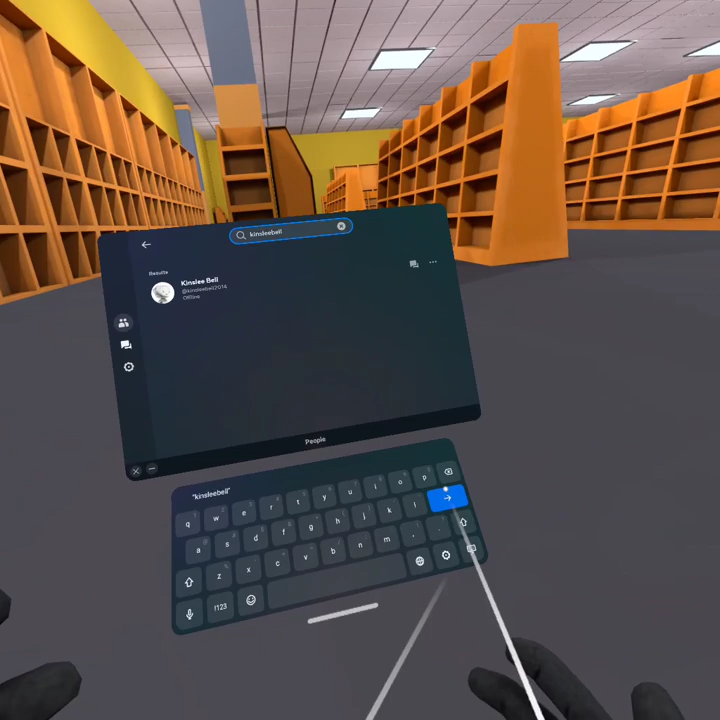 kinsleebell
Results
Kinslee Bell
@kinsleebell2014
Offline
People
"kinsleebell"
q w e r t y u i o p
a s d f g h j k l
z x c v b n m , .
!123